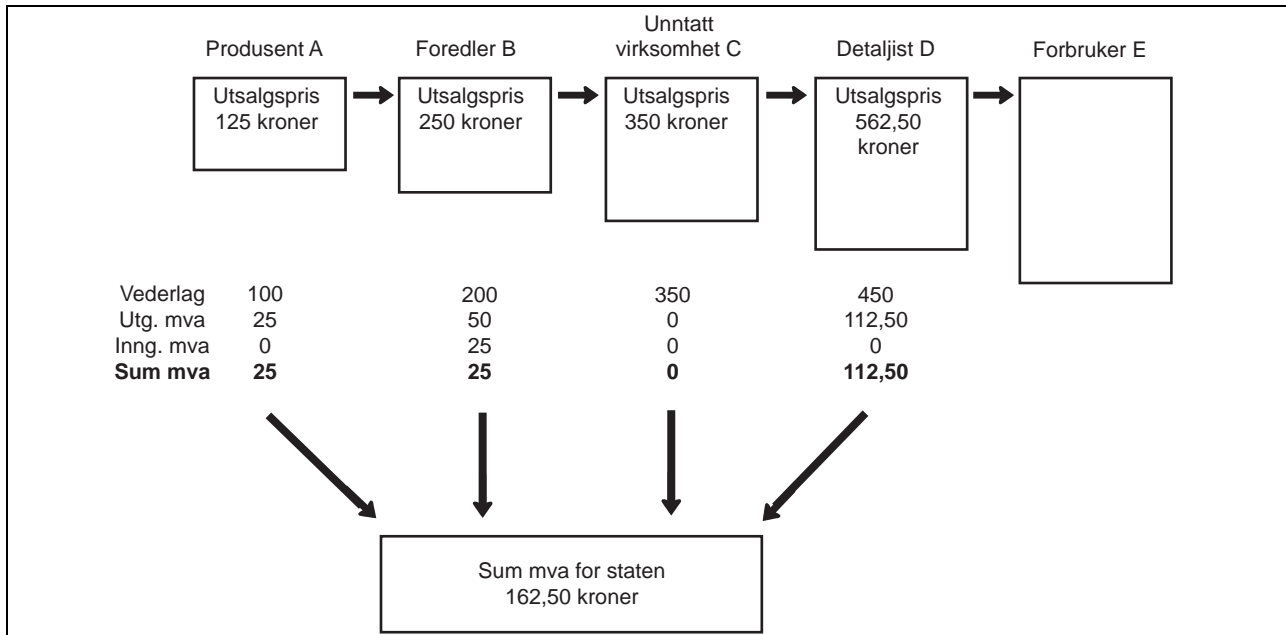 Produsent A
Foredler B
Unntatt
virksomhet C
Detaljist D
Forbruker E
Utsalgspris
125 kroner
Utsalgspris
250 kroner
Utsalgspris
350 kroner
Utsalgspris
562,50
kroner
Vederlag 100 200 350 450
Utg. mva 25 50 0 112,50
Inng. mva 0 25 0 0
Sum mva 25 25 0 112,50
Sum mva for staten
162,50 kroner